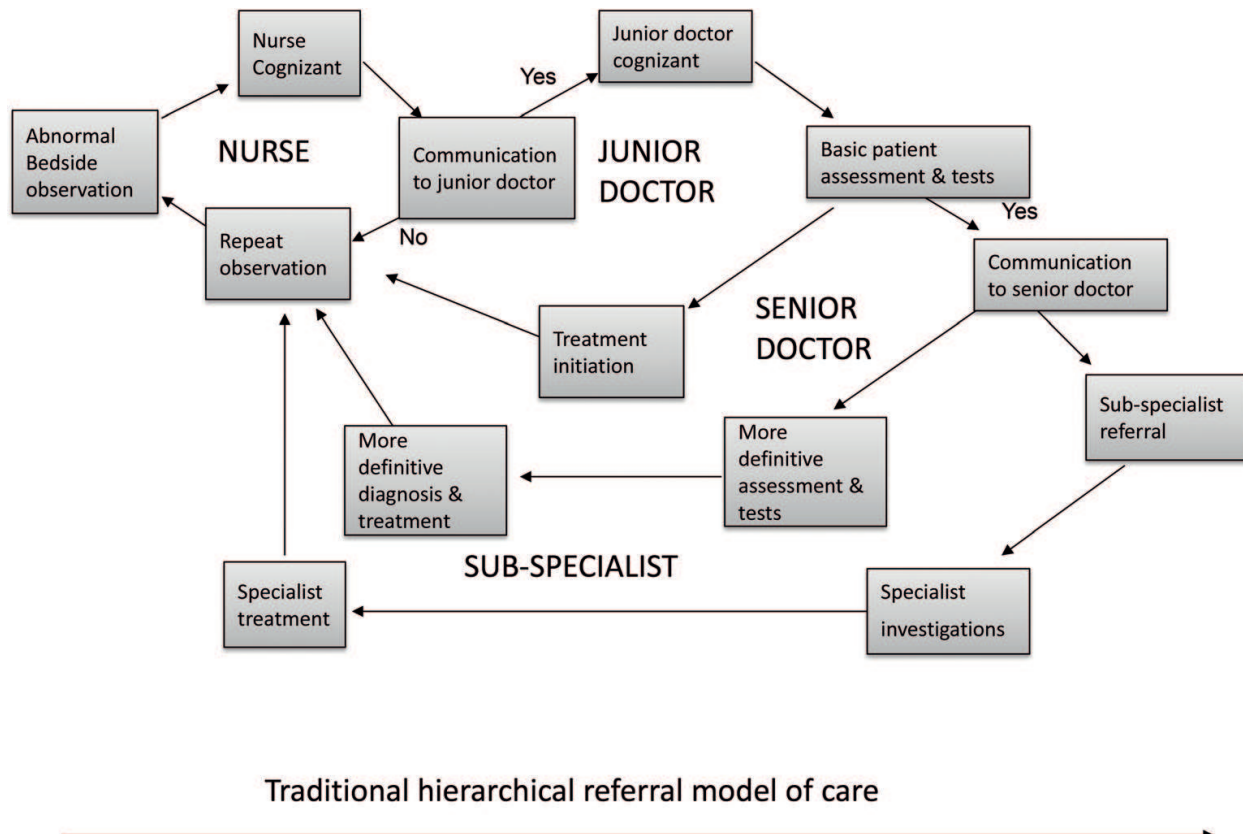 Nurse
Cognizant
Junior doctor
cognizant
Yes
Abnormal
Bedside
observation
NURSE
Communication
to junior doctor
JUNIOR
DOCTOR
Basic patient
assessment & tests
Yes
No
Repeat
observation
Communication
to senior doctor
SENIOR
DOCTOR
Treatment
initiation
Sub-specialist
referral
More
definitive
diagnosis &
treatment
More
definitive
assessment &
tests
SUB-SPECIALIST
Specialist
treatment
Specialist
investigations
Traditional hierarchical referral model of care